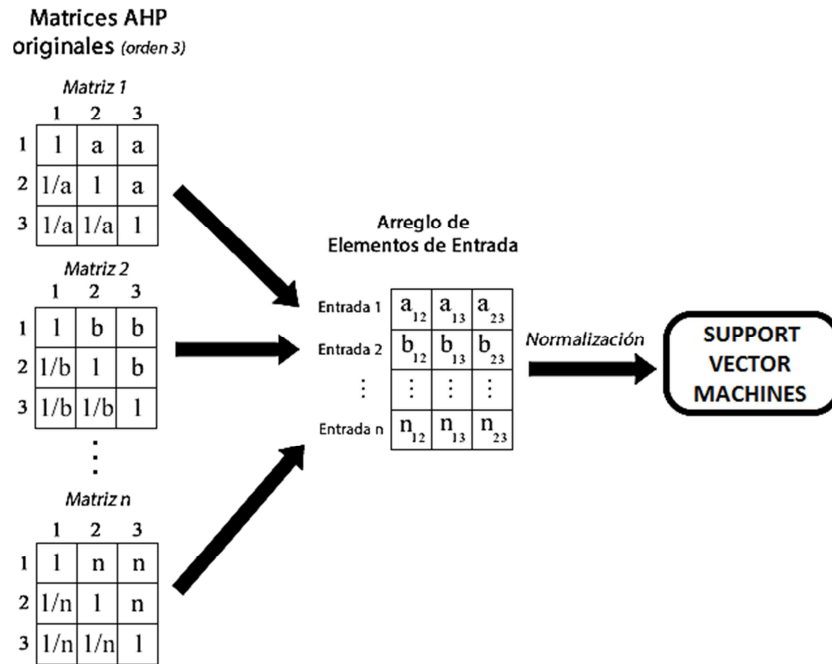 Matrices AHP
originales (orden 3)
Matriz 1
1 2 3
1 1 a a
2 1/a 1 a
3 1/a 1/a 1
Matriz 2
1 2 3
1 1 b b
2 1/b 1 b
3 1/b 1/b 1
⋮
Matriz n
1 2 3
1 1 n n
2 1/n 1 n
3 1/n 1/n 1
Arreglo de
Elementos de Entrada
Entrada 1 a₁₂ a₁₃ a₂₃
Entrada 2 b₁₂ b₁₃ b₂₃
⋮ ⋮ ⋮ ⋮
Entrada n n₁₂ n₁₃ n₂₃
Normalización
SUPPORT
VECTOR
MACHINES